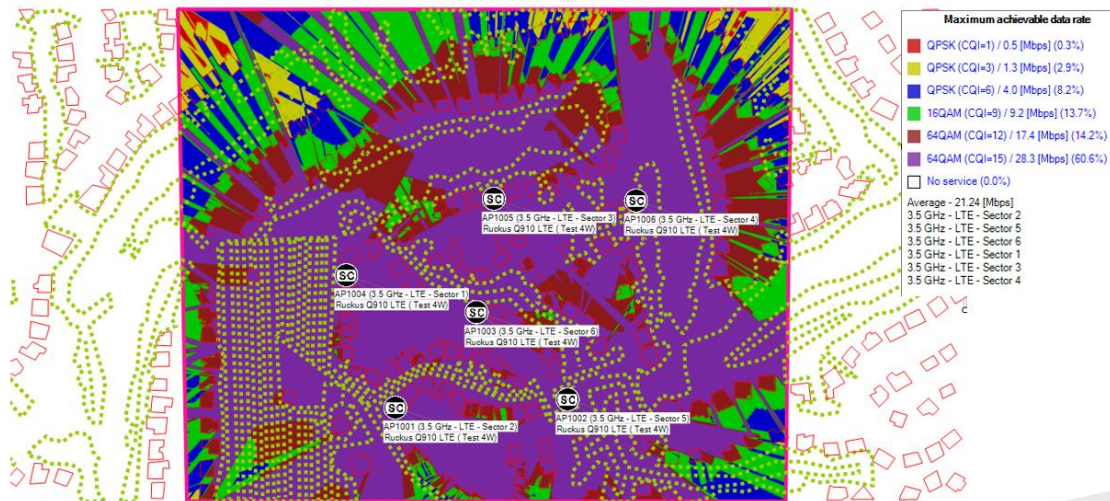 Maximum achievable data rate
QPSK (CQI=1) / 0.5 [Mbps] (0.3%)
QPSK (CQI=3) / 1.3 [Mbps] (2.9%)
QPSK (CQI=6) / 4.0 [Mbps] (8.2%)
16QAM (CQI=9) / 9.2 [Mbps] (13.7%)
64QAM (CQI=12) / 17.4 [Mbps] (14.2%)
64QAM (CQI=15) / 28.3 [Mbps] (60.6%)
No service (0.0%)
Average - 21.24 [Mbps]
3.5 GHz - LTE - Sector 2
3.5 GHz - LTE - Sector 5
3.5 GHz - LTE - Sector 6
3.5 GHz - LTE - Sector 1
3.5 GHz - LTE - Sector 3
3.5 GHz - LTE - Sector 4
C
SC
AP1005 (3.5 GHz - LTE - Sector 3)
Ruckus Q910 LTE ( Test 4W)
SC
AP1006 (3.5 GHz - LTE - Sector 4)
Ruckus Q910 LTE ( Test 4W)
SC
AP1004 (3.5 GHz - LTE - Sector 1)
Ruckus Q910 LTE ( Test 4W)
SC
AP1003 (3.5 GHz - LTE - Sector 6)
Ruckus Q910 LTE ( Test 4W)
SC
AP1001 (3.5 GHz - LTE - Sector 2)
Ruckus Q910 LTE ( Test 4W)
SC
AP1002 (3.5 GHz - LTE - Sector 5)
Ruckus Q910 LTE ( Test 4W)